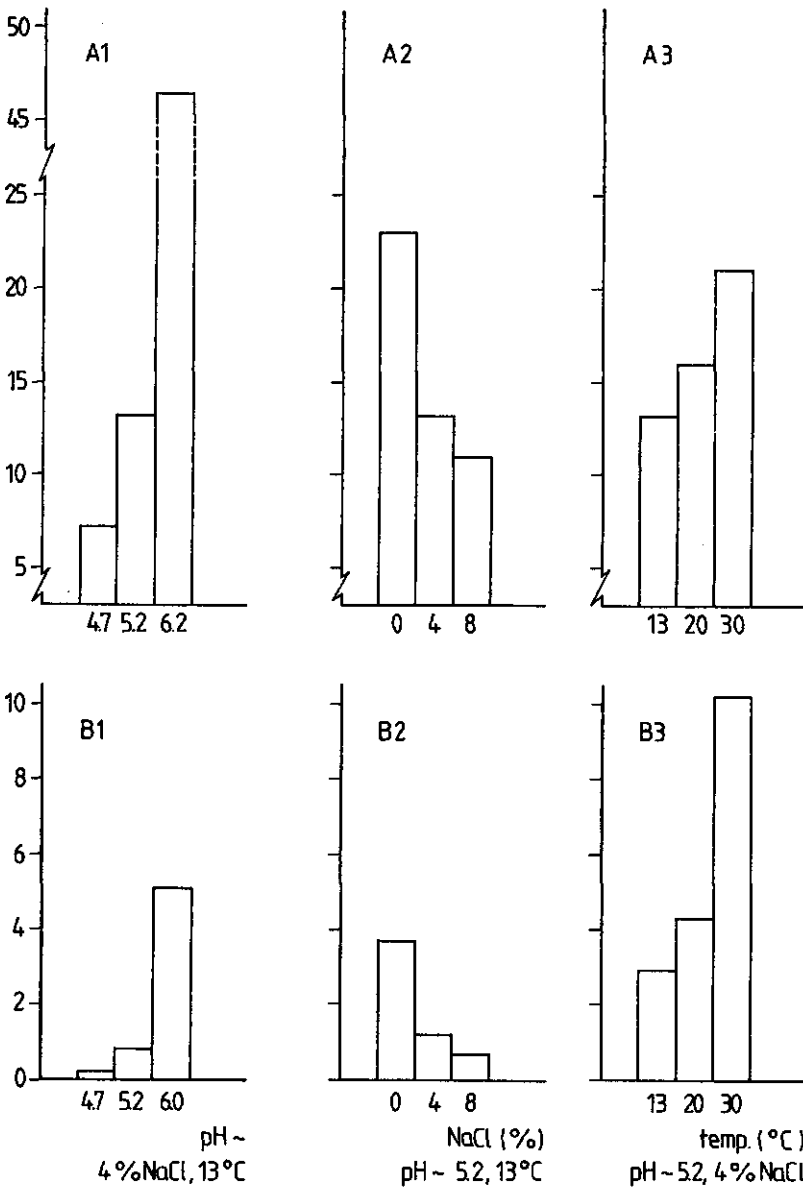 50
45
25
20
15
10
5
A1
4.7 5.2 6.2
A2
0 4 8
A3
13 20 30
10
8
6
4
2
0
B1
4.7 5.2 6.0
pH ~
4 % NaCl, 13°C
B2
0 4 8
NaCl (%)
pH ~ 5.2, 13°C
B3
13 20 30
temp. (°C)
pH ~ 5.2, 4% NaCl